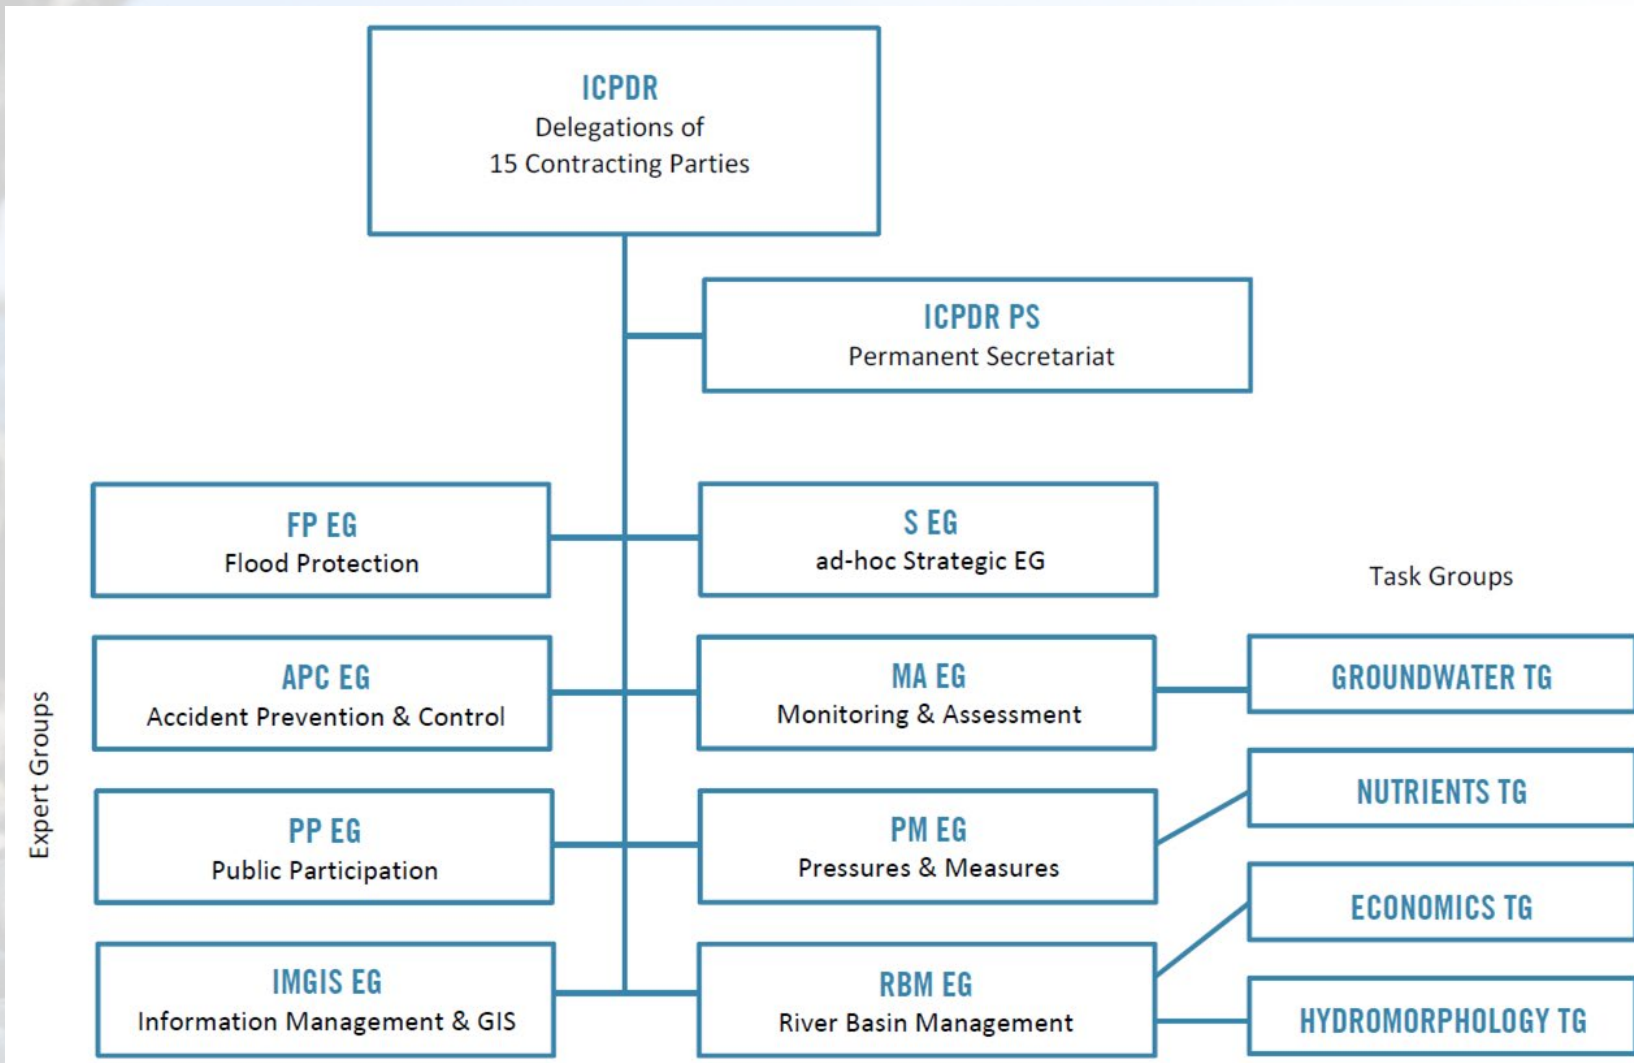 ICPDR
Delegations of
15 Contracting Parties
ICPDR PS
Permanent Secretariat
FP EG
Flood Protection
S EG
ad-hoc Strategic EG
Task Groups
Expert Groups
APC EG
Accident Prevention & Control
MA EG
Monitoring & Assessment
GROUNDWATER TG
PP EG
Public Participation
PM EG
Pressures & Measures
NUTRIENTS TG
ECONOMICS TG
IMGIS EG
Information Management & GIS
RBM EG
River Basin Management
HYDROMORPHOLOGY TG